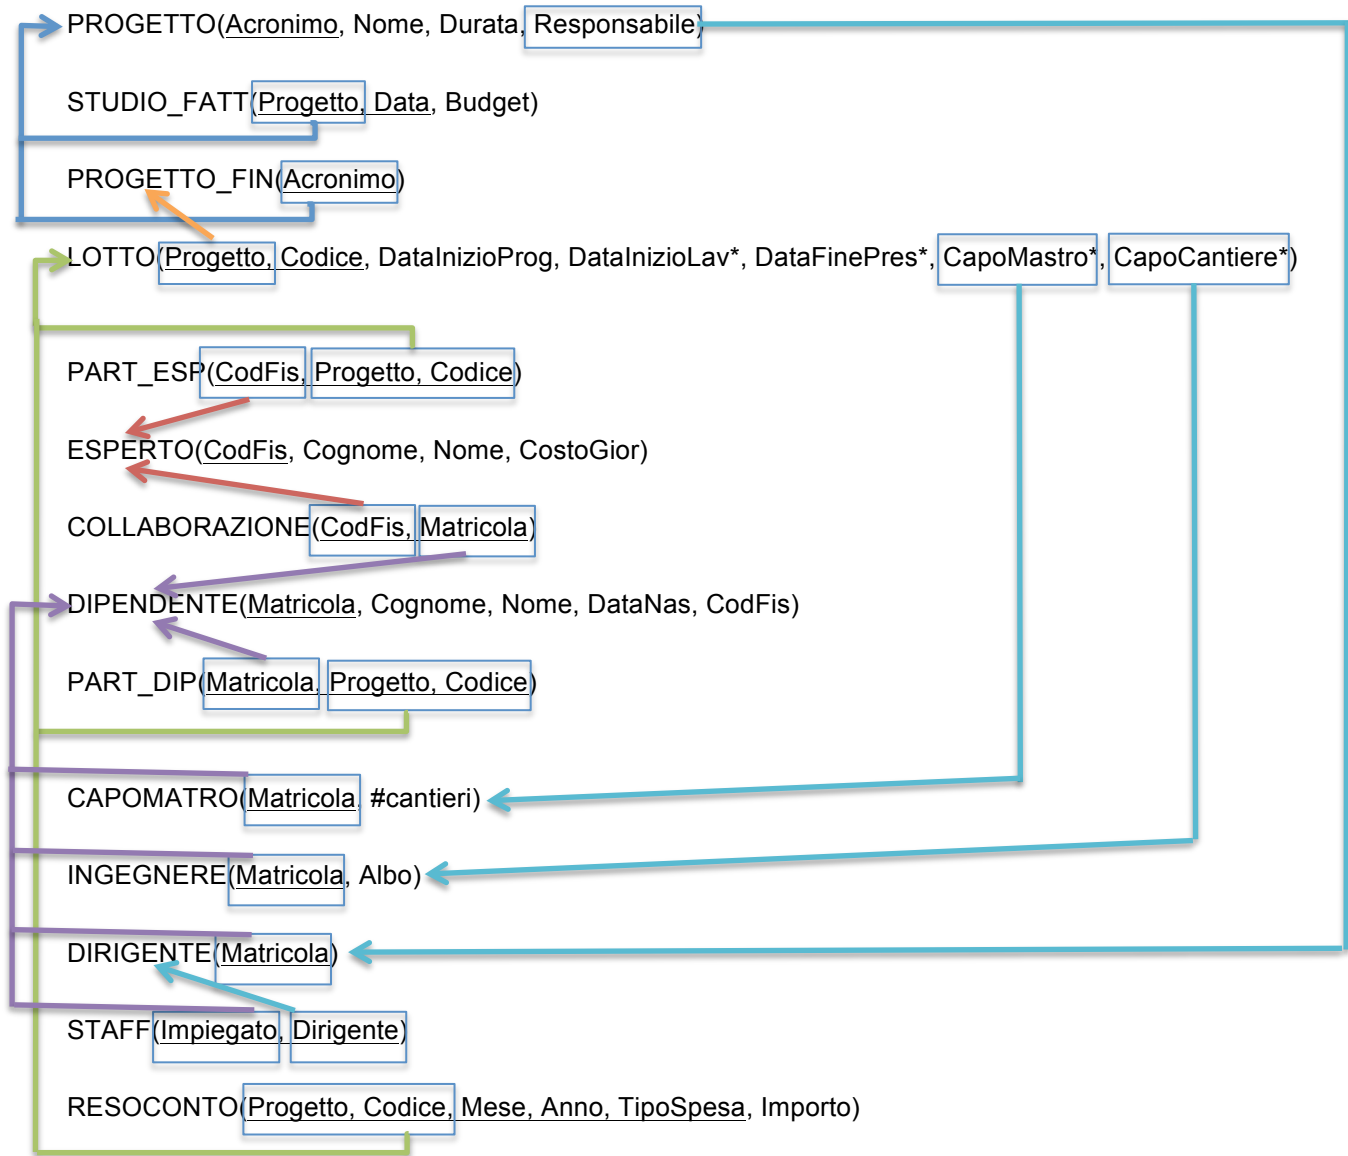 PROGETTO(Acronimo, Nome, Durata, Responsabile)
STUDIO_FATT(Progetto, Data, Budget)
PROGETTO_FIN(Acronimo)
LOTTO(Progetto, Codice, DataInizioProg, DataInizioLav*, DataFinePres*, CapoMastro*, CapoCantiere*)
PART_ESP(CodFis, Progetto, Codice)
ESPERTO(CodFis, Cognome, Nome, CostoGior)
COLLABORAZIONE(CodFis, Matricola)
DIPENDENTE(Matricola, Cognome, Nome, DataNas, CodFis)
PART_DIP(Matricola, Progetto, Codice)
CAPOMATRO(Matricola, #cantieri)
INGEGNERE(Matricola, Albo)
DIRIGENTE(Matricola)
STAFF(Impiegato, Dirigente)
RESOCONTO(Progetto, Codice, Mese, Anno, TipoSpesa, Importo)